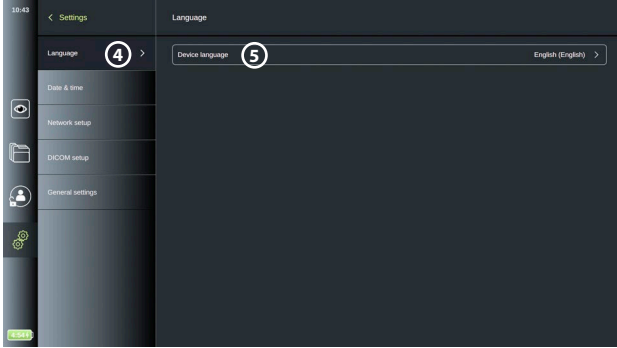 10:43
Settings
Language
Language 4
Device language 5 English (English)
Date & time
Network setup
DICOM setup
General settings